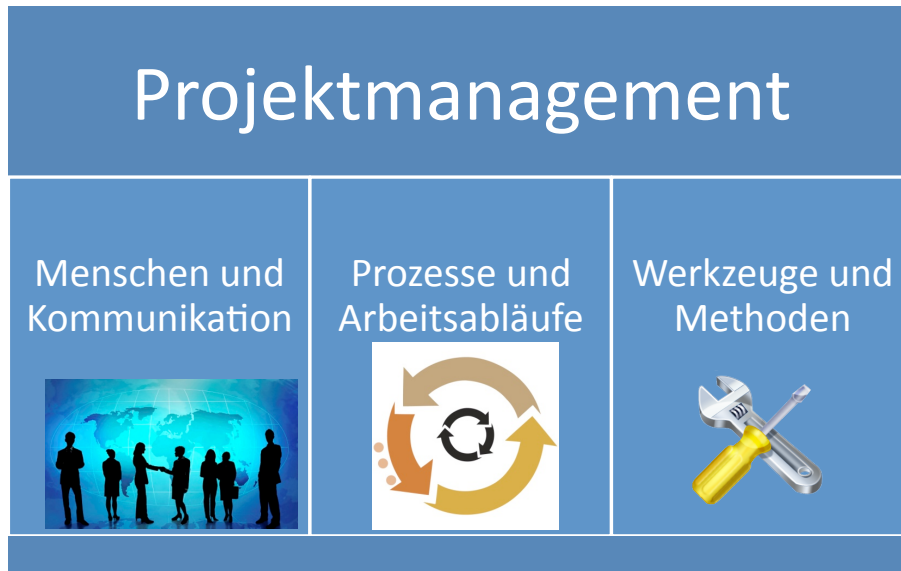 Projektmanagement
Menschen und
Kommunikation
Prozesse und
Arbeitsabläufe
Werkzeuge und
Methoden